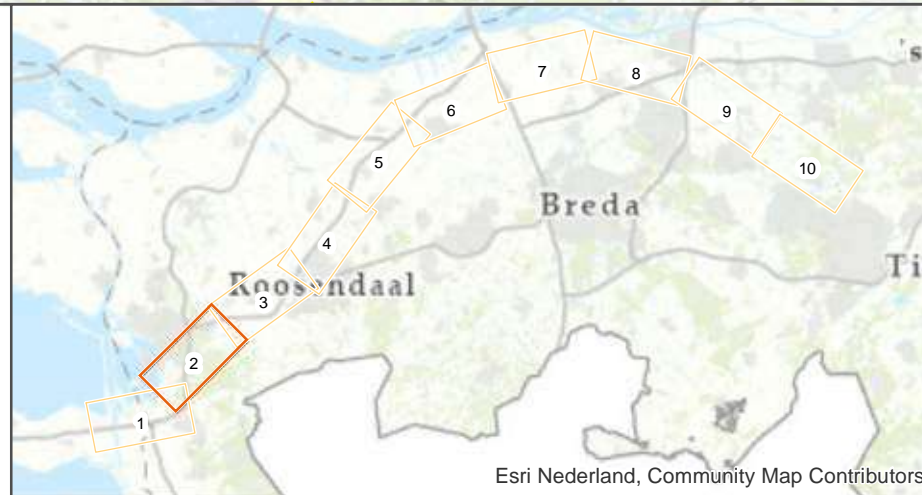 's
7
8
6
9
5
10
Breda
4
Ti
Roosendaal
3
2
1
Esri Nederland, Community Map Contributors